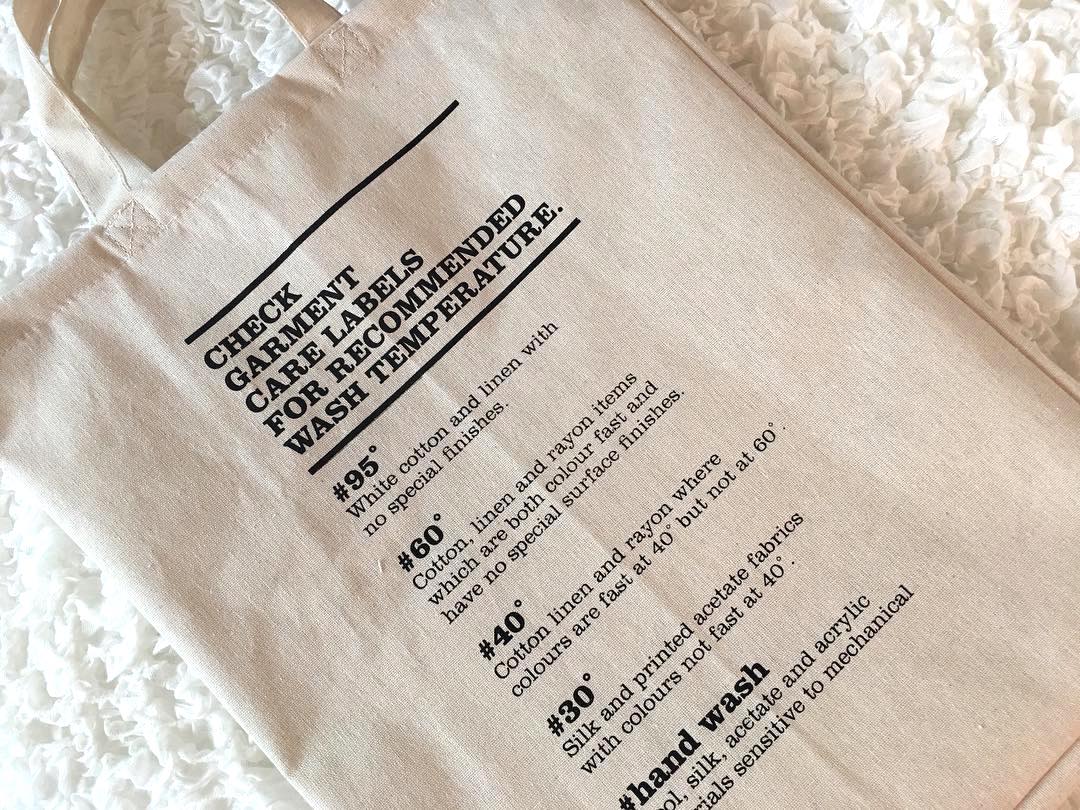 CHECK
GARMENT
CARE LABELS
FOR RECOMMENDED
WASH TEMPERATURE.
#95°
White cotton and linen with
no special finishes.
#60°
Cotton, linen and rayon items
which are both colour fast and
have no special surface finishes.
#40°
Cotton linen and rayon where
colours are fast at 40° but not at 60°.
#30°
Silk and printed acetate fabrics
with colours not fast at 40°.
#hand wash
silk, acetate and acrylic
sensitive to mechanical